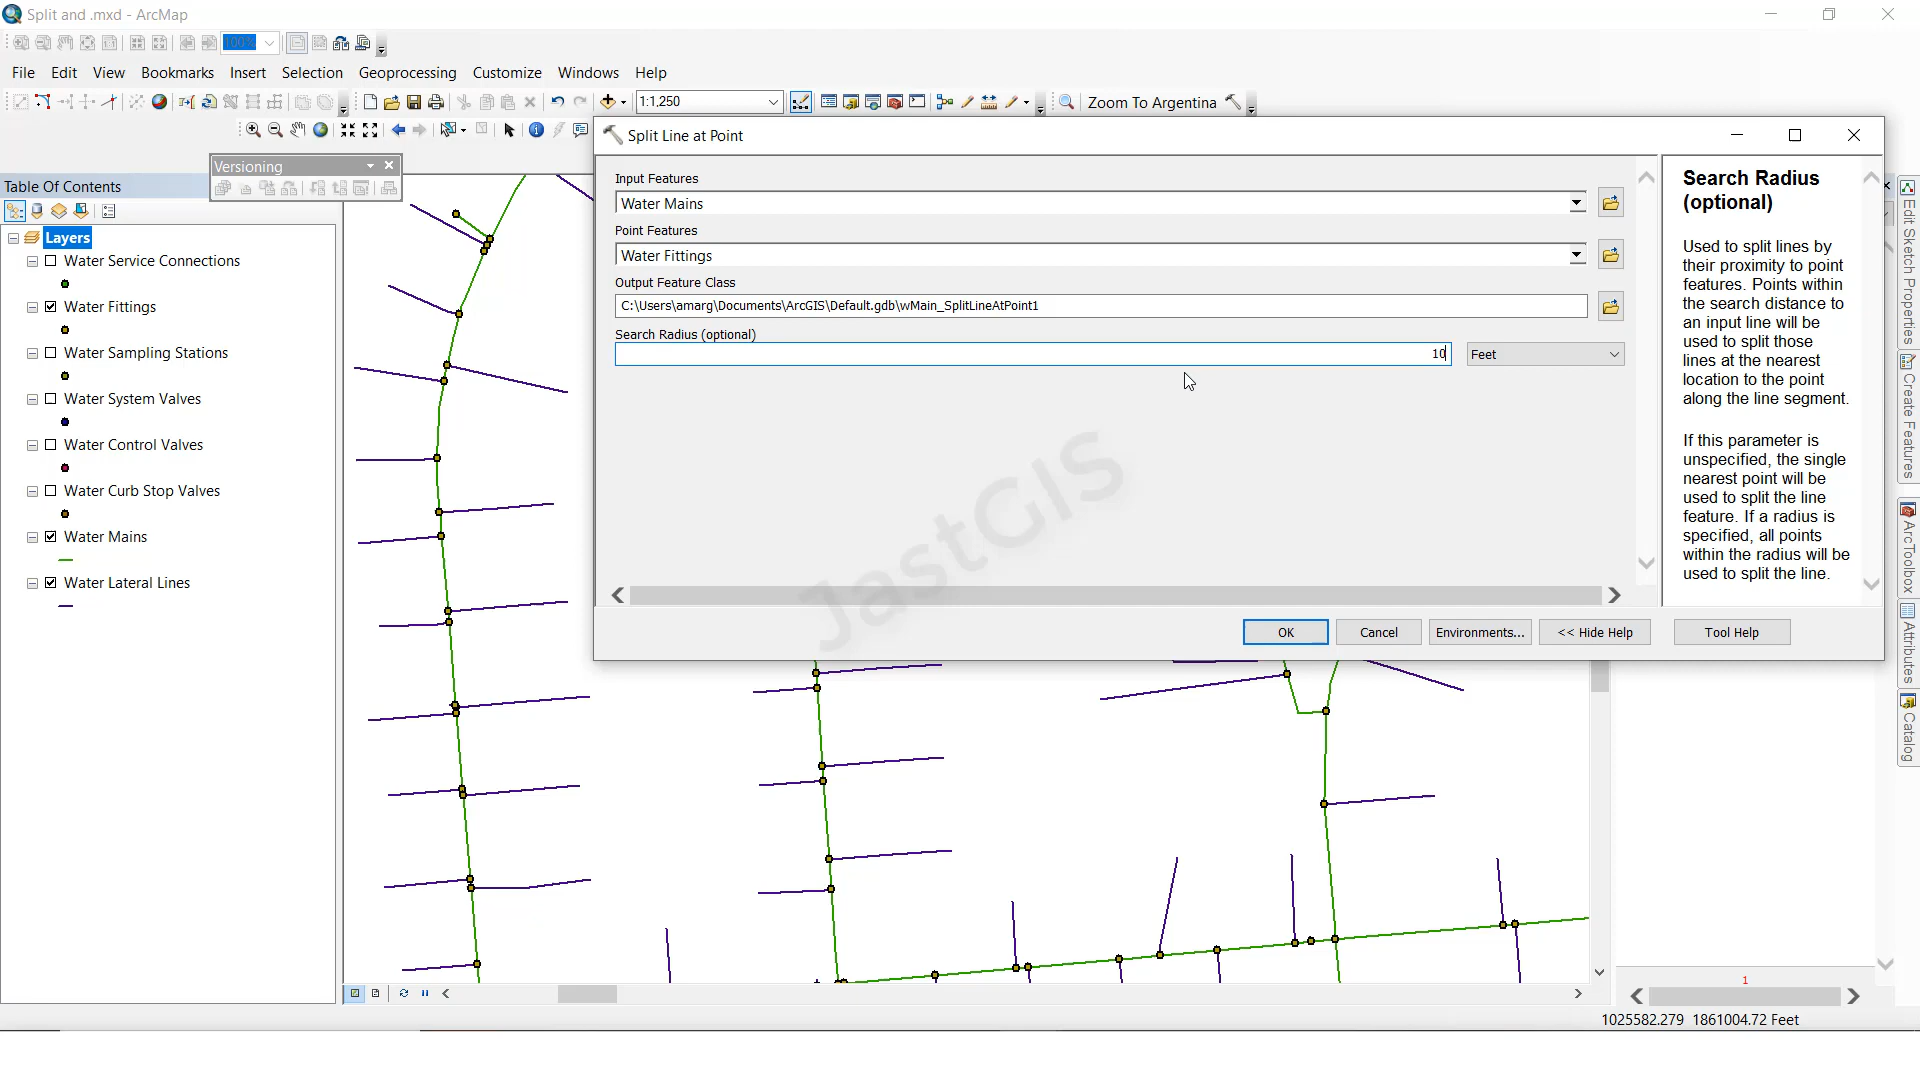 Split and .mxd - ArcMap
100%
File Edit View Bookmarks Insert Selection Geoprocessing Customize Windows Help
1:1,250
Zoom To Argentina
Split Line at Point
Versioning
Table Of Contents
Layers
Water Service Connections
Water Fittings
Water Sampling Stations
Water System Valves
Water Control Valves
Water Curb Stop Valves
Water Mains
Water Lateral Lines
Input Features
Water Mains
Point Features
Water Fittings
Output Feature Class
C:\Users\amarg\Documents\ArcGIS\Default.gdb\wMain_SplitLineAtPoint1
Search Radius (optional)
10
Feet
JastGIS
OK
Cancel
Environments...
<< Hide Help
Tool Help
Search Radius
(optional)
Used to split lines by
their proximity to point
features. Points within
the search distance to
an input line will be
used to split those
lines at the nearest
location to the point
along the line segment.
If this parameter is
unspecified, the single
nearest point will be
used to split the line
feature. If a radius is
specified, all points
within the radius will be
used to split the line.
Edit Sketch Properties
Create Features
ArcToolbox
Attributes
Catalog
1
1025582.279 1861004.72 Feet